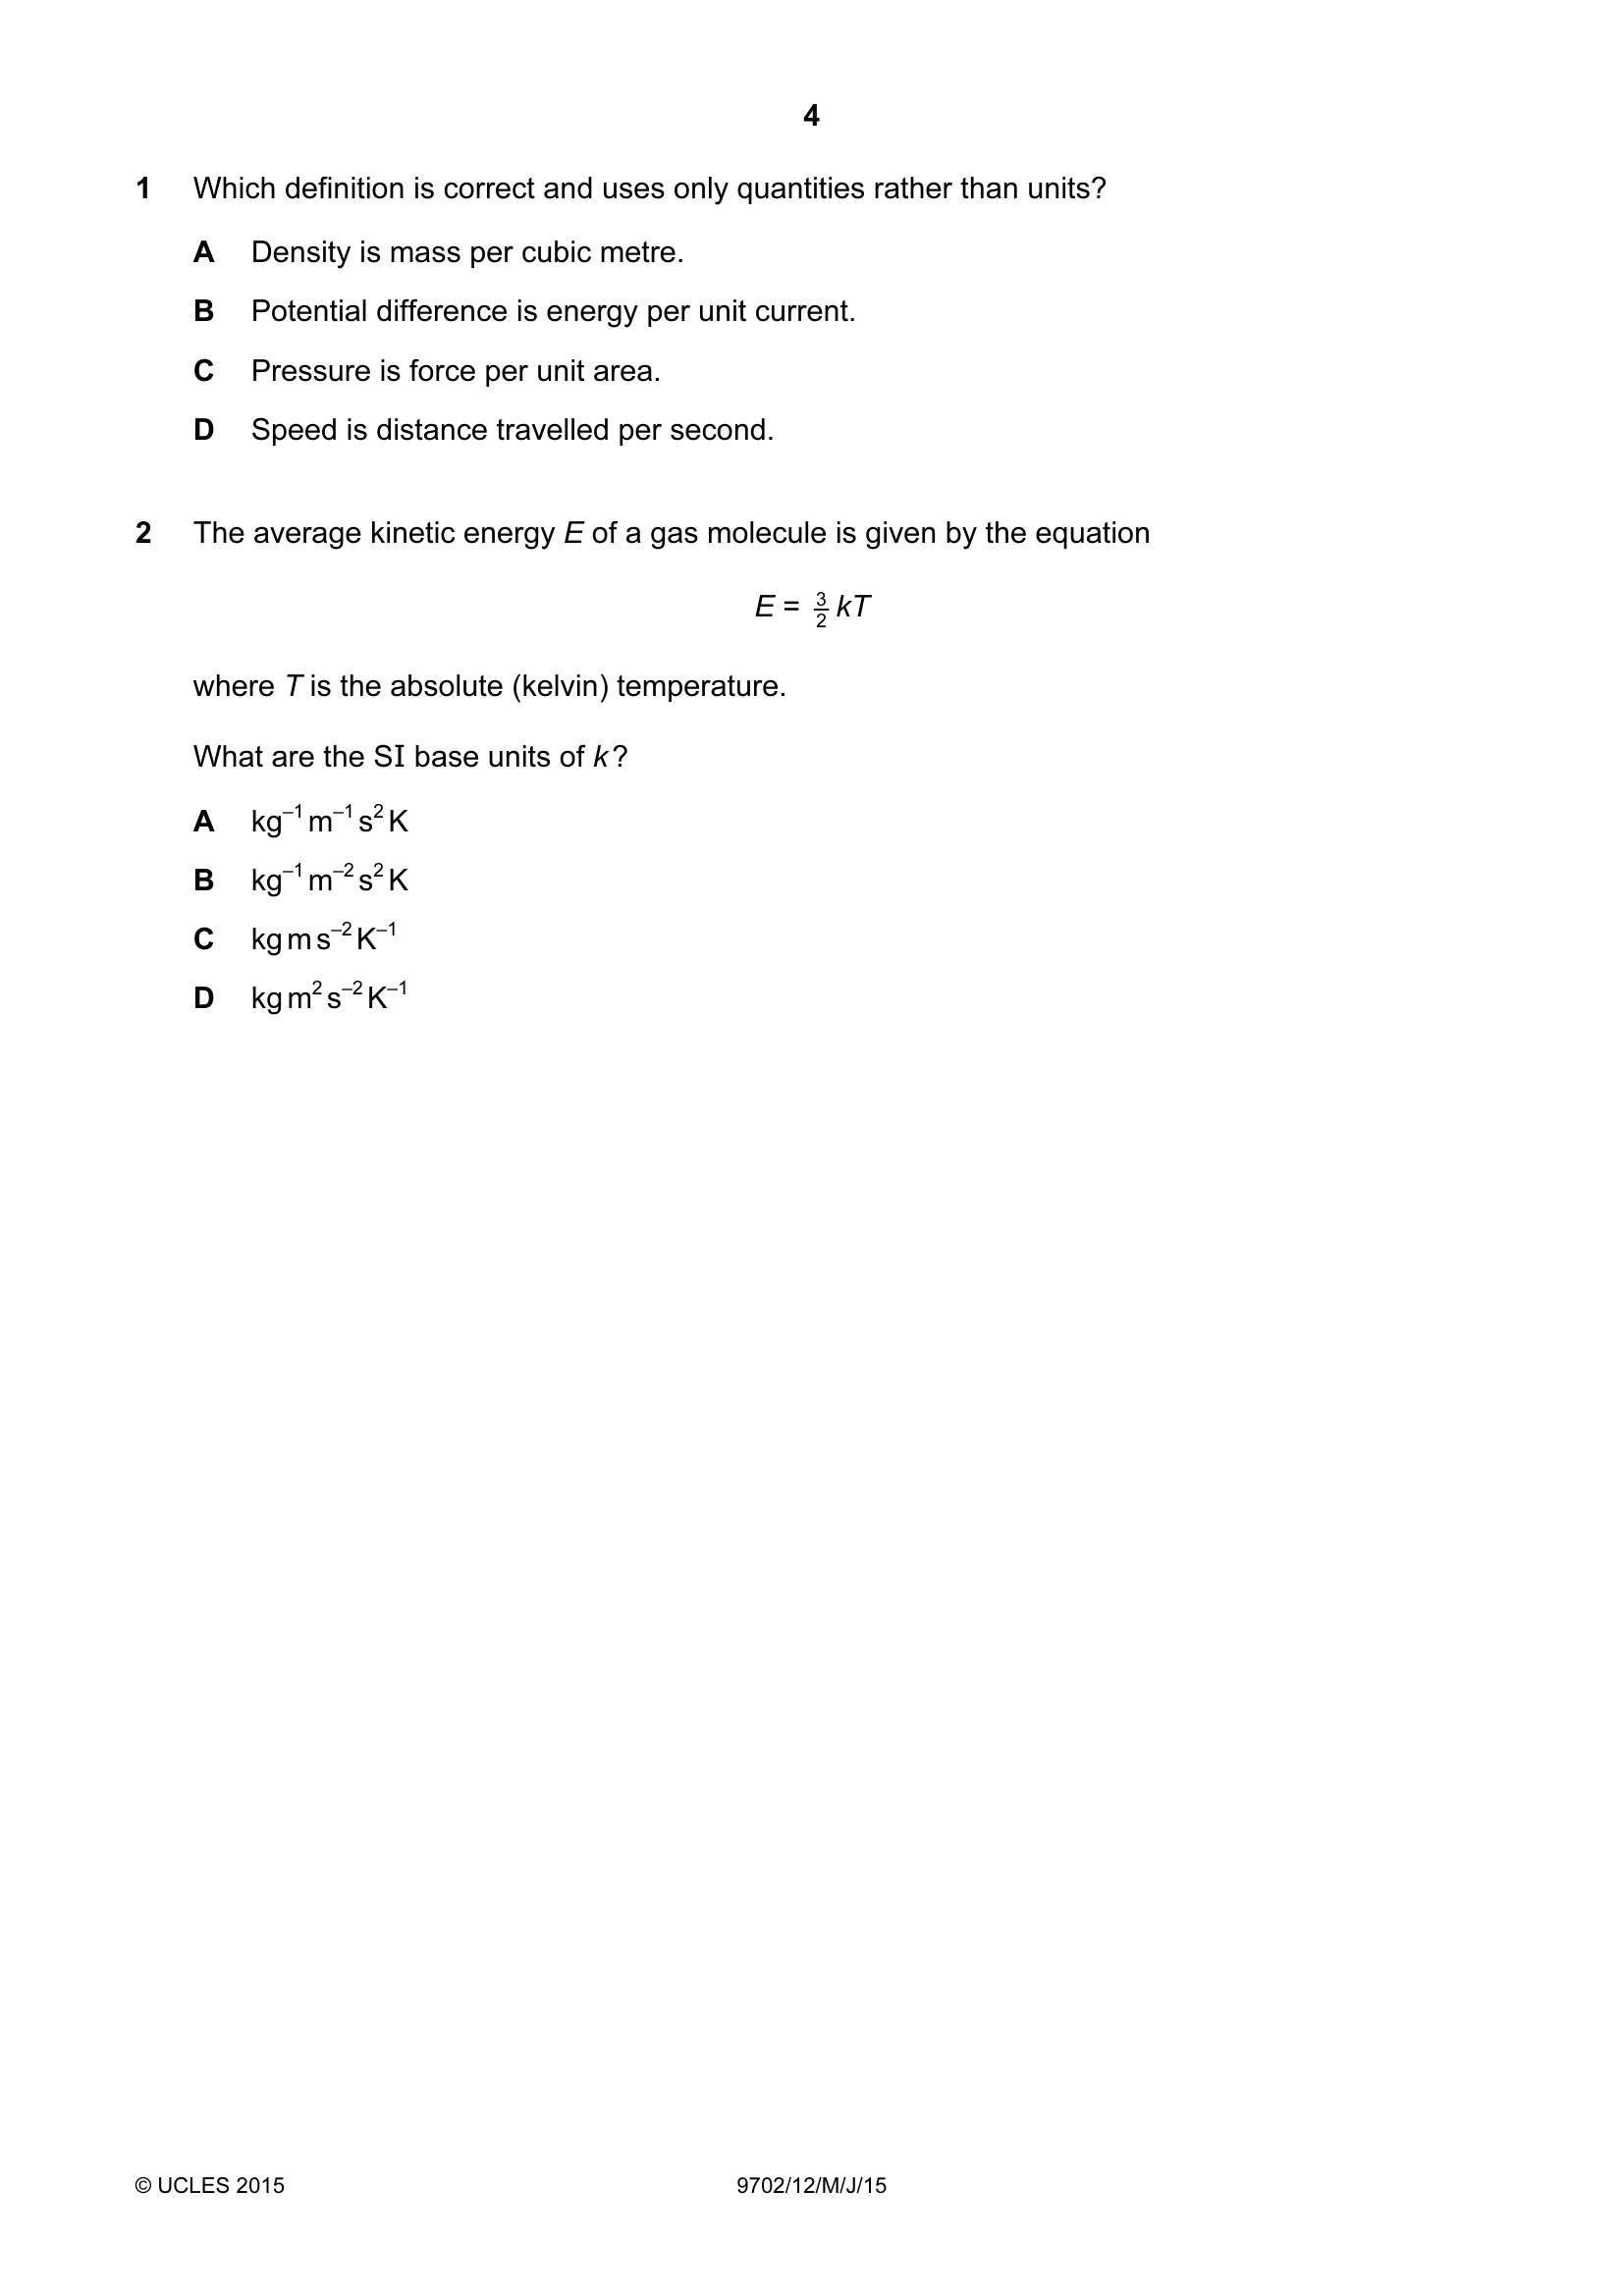 4
1 Which definition is correct and uses only quantities rather than units?
A Density is mass per cubic metre.
B Potential difference is energy per unit current.
C Pressure is force per unit area.
D Speed is distance travelled per second.
2 The average kinetic energy E of a gas molecule is given by the equation
E = 3/2 kT
where T is the absolute (kelvin) temperature.
What are the SI base units of k?
A kg⁻¹ m⁻¹ s² K
B kg⁻¹ m⁻² s² K
C kg m s⁻² K⁻¹
D kg m² s⁻² K⁻¹
© UCLES 2015 9702/12/M/J/15